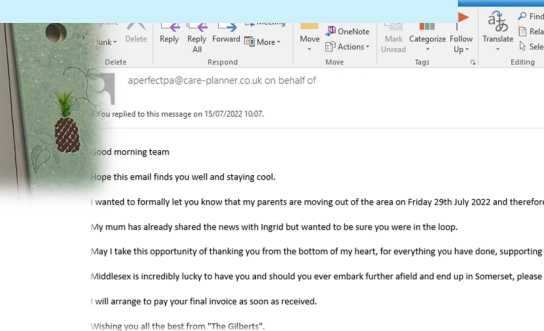 Junk
Delete
Reply
Reply
All
Forward
More
Move
OneNote
Actions
Mark
Unread
Categorize
Follow
Up
Translate
Find
Rela
Sele
Delete
Respond
Move
Tags
Editing
aperfectpa@care-planner.co.uk on behalf of
You replied to this message on 15/07/2022 10:07.
Good morning team
Hope this email finds you well and staying cool.
I wanted to formally let you know that my parents are moving out of the area on Friday 29th July 2022 and therefore
My mum has already shared the news with Ingrid but wanted to be sure you were in the loop.
May I take this opportunity of thanking you from the bottom of my heart, for everything you have done, supporting
Middlesex is incredibly lucky to have you and should you ever embark further afield and end up in Somerset, please
I will arrange to pay your final invoice as soon as received.
Wishing you all the best from "The Gilberts".